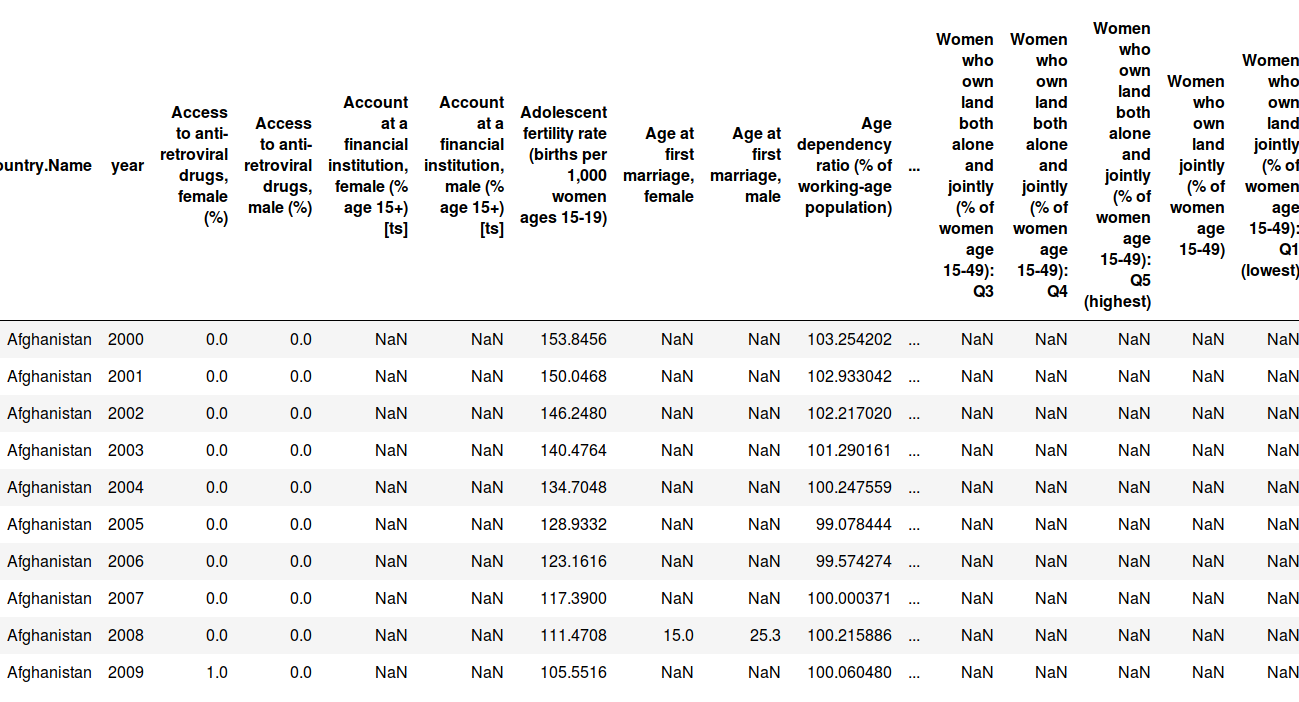 ountry.Name
year
Access
to anti-
retroviral
drugs,
female
(%)
Access
to anti-
retroviral
drugs,
male (%)
Account
at a
financial
institution,
female (%
age 15+)
[ts]
Account
at a
financial
institution,
male (%
age 15+)
[ts]
Adolescent
fertility rate
(births per
1,000
women
ages 15-19)
Age at
first
marriage,
female
Age at
first
marriage,
male
Age
dependency
ratio (% of
working-age
population)
...
Women
who
own
land
both
alone
and
jointly
(% of
women
age
15-49):
Q3
Women
who
own
land
both
alone
and
jointly
(% of
women
age
15-49):
Q4
Women
who
own
land
both
alone
and
jointly
(% of
women
age
15-49):
Q5
(highest)
Women
who
own
land
jointly
(% of
women
age
15-49)
Women
who
own
land
jointly
(% of
women
age
15-49):
Q1
(lowest)
Afghanistan 2000 0.0 0.0 NaN NaN 153.8456 NaN NaN 103.254202 ... NaN NaN NaN NaN NaN
Afghanistan 2001 0.0 0.0 NaN NaN 150.0468 NaN NaN 102.933042 ... NaN NaN NaN NaN NaN
Afghanistan 2002 0.0 0.0 NaN NaN 146.2480 NaN NaN 102.217020 ... NaN NaN NaN NaN NaN
Afghanistan 2003 0.0 0.0 NaN NaN 140.4764 NaN NaN 101.290161 ... NaN NaN NaN NaN NaN
Afghanistan 2004 0.0 0.0 NaN NaN 134.7048 NaN NaN 100.247559 ... NaN NaN NaN NaN NaN
Afghanistan 2005 0.0 0.0 NaN NaN 128.9332 NaN NaN 99.078444 ... NaN NaN NaN NaN NaN
Afghanistan 2006 0.0 0.0 NaN NaN 123.1616 NaN NaN 99.574274 ... NaN NaN NaN NaN NaN
Afghanistan 2007 0.0 0.0 NaN NaN 117.3900 NaN NaN 100.000371 ... NaN NaN NaN NaN NaN
Afghanistan 2008 0.0 0.0 NaN NaN 111.4708 15.0 25.3 100.215886 ... NaN NaN NaN NaN NaN
Afghanistan 2009 1.0 0.0 NaN NaN 105.5516 NaN NaN 100.060480 ... NaN NaN NaN NaN NaN